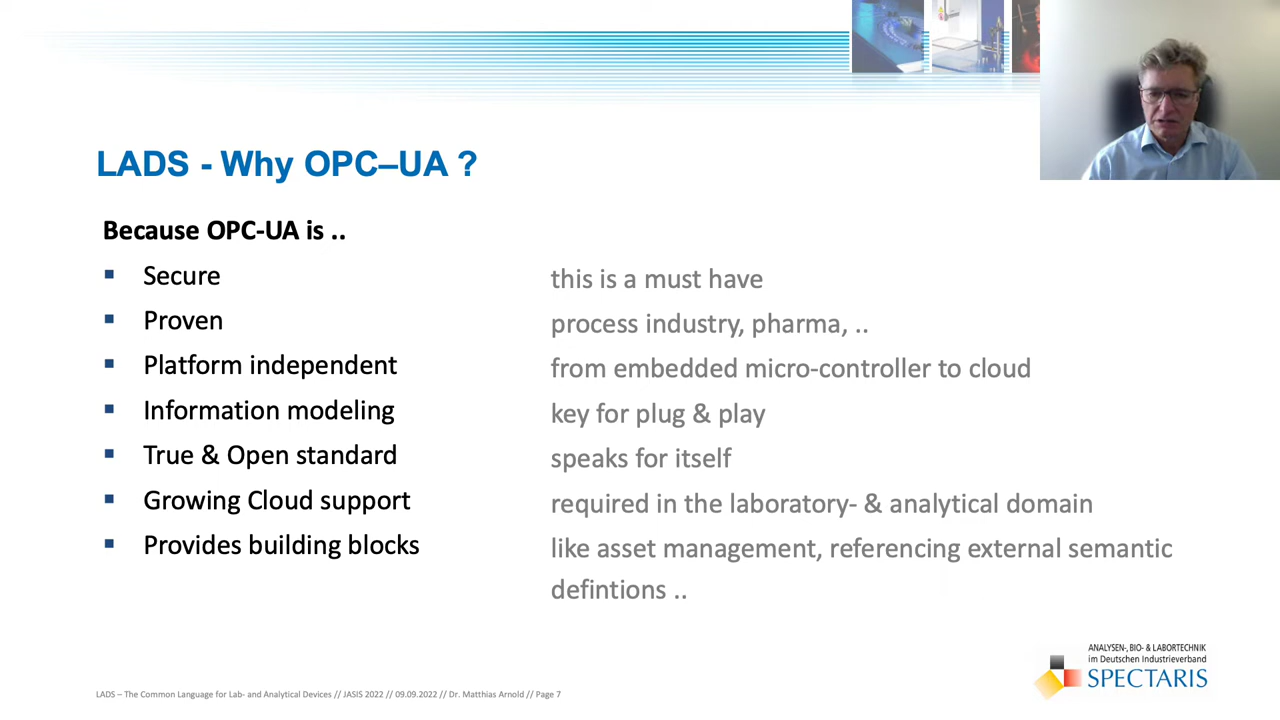 LADS - Why OPC–UA ?
Because OPC-UA is ..
▪ Secure this is a must have
▪ Proven process industry, pharma, ..
▪ Platform independent from embedded micro-controller to cloud
▪ Information modeling key for plug & play
▪ True & Open standard speaks for itself
▪ Growing Cloud support required in the laboratory- & analytical domain
▪ Provides building blocks like asset management, referencing external semantic
defintions ..
ANALYSEN-, BIO- & LABORTECHNIK
im Deutschen Industrieverband
SPECTARIS
LADS – The Common Language for Lab- and Analytical Devices // JASIS 2022 // 09.09.2022 // Dr. Matthias Arnold // Page 7